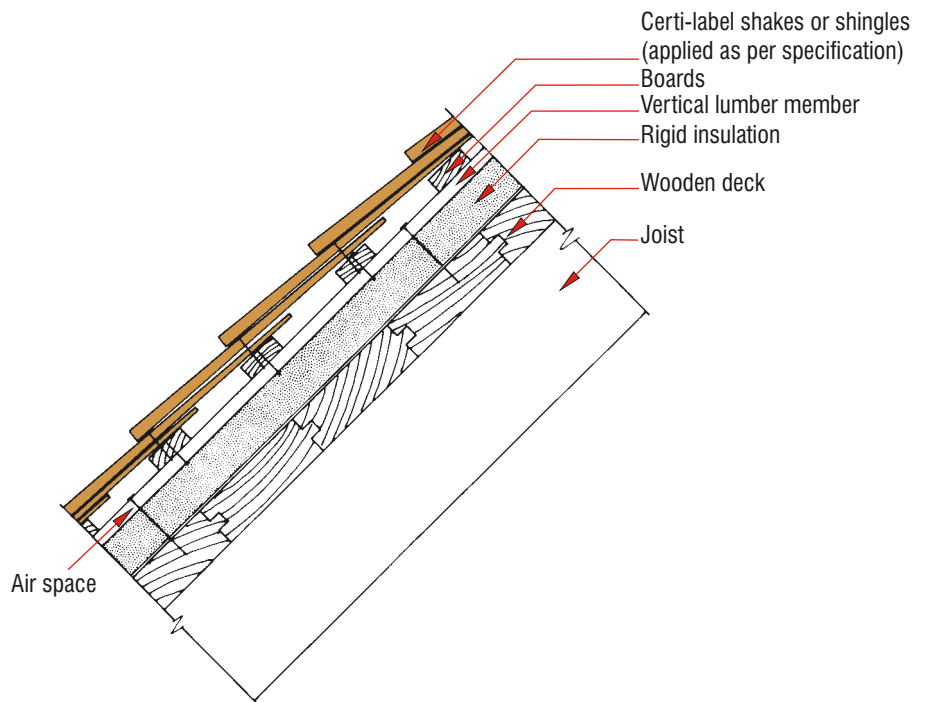 Certi-label shakes or shingles
(applied as per specification)
Boards
Vertical lumber member
Rigid insulation
Wooden deck
Joist
Air space